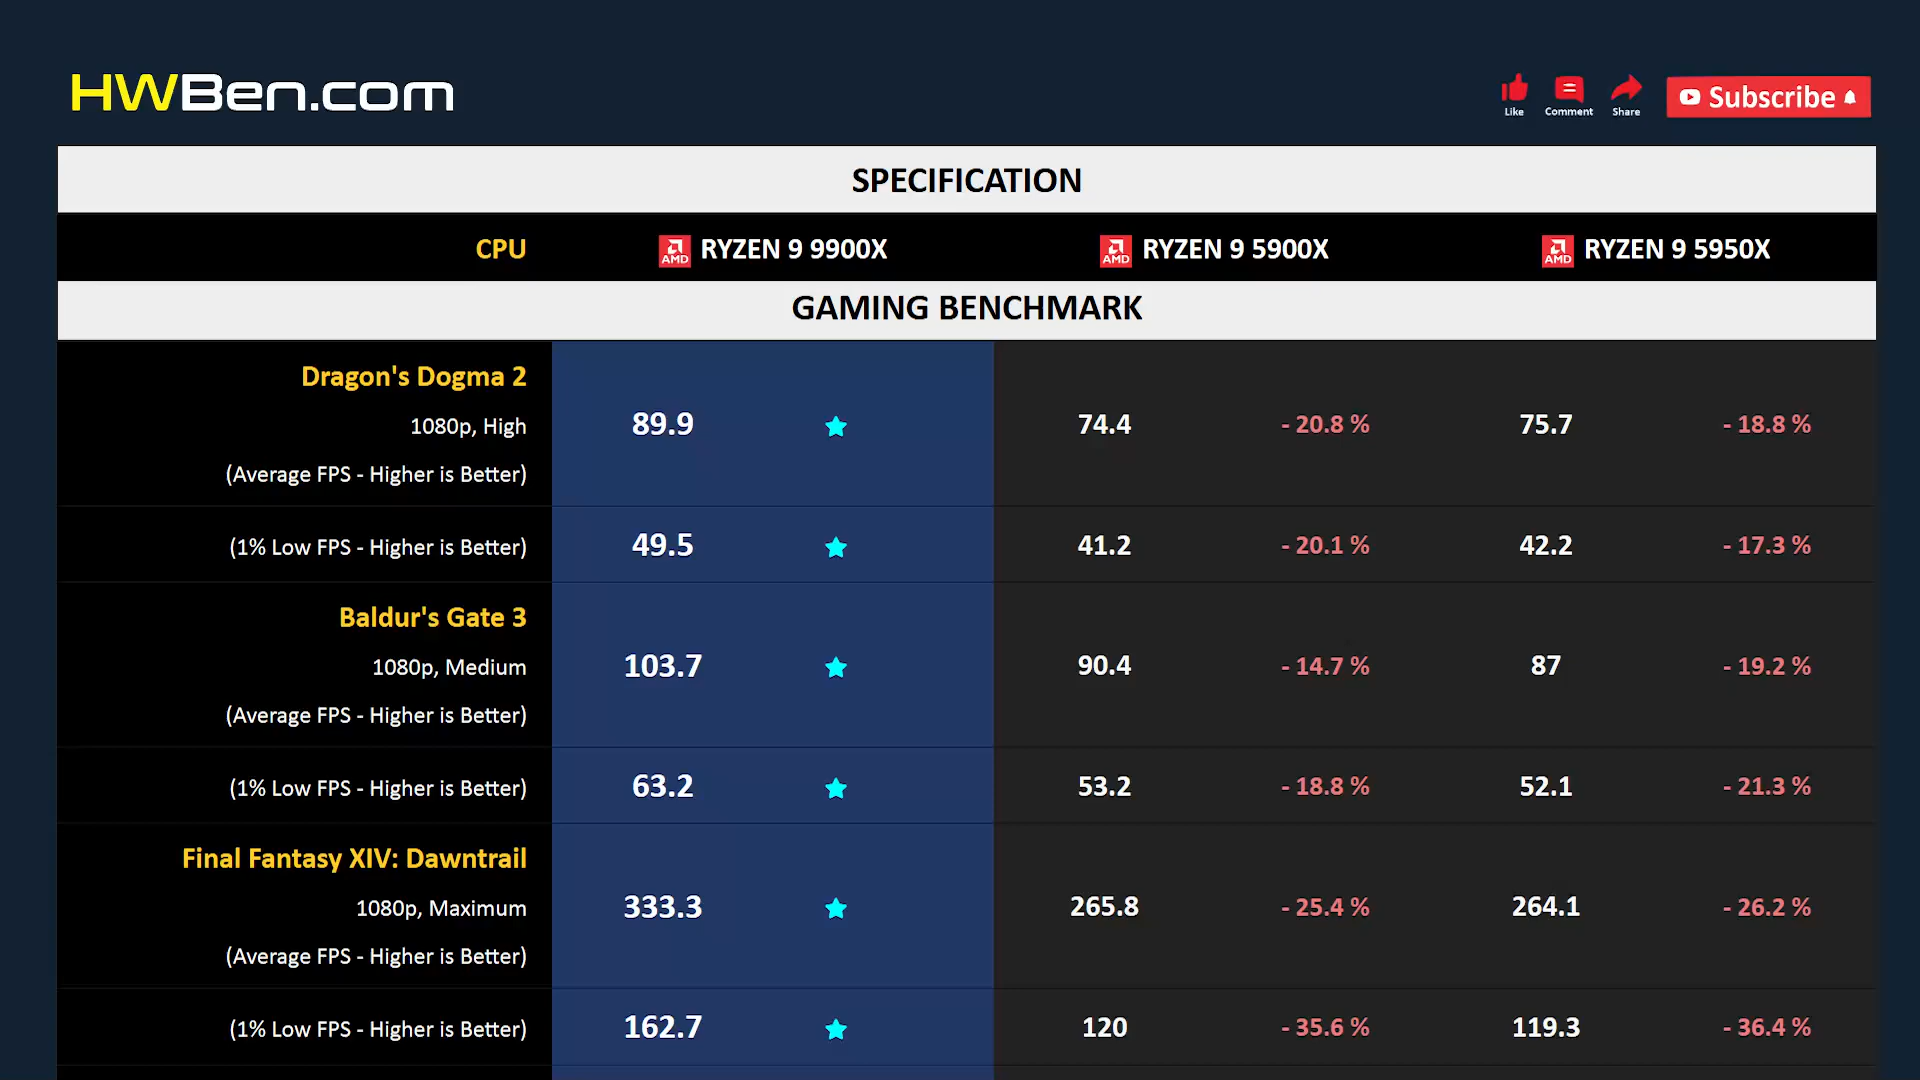 HWBen.com
Like
Comment
Share
Subscribe
SPECIFICATION
CPU
AMD RYZEN 9 9900X
AMD RYZEN 9 5900X
AMD RYZEN 9 5950X
GAMING BENCHMARK
Dragon's Dogma 2
1080p, High
(Average FPS - Higher is Better)
89.9
74.4
- 20.8 %
75.7
- 18.8 %
(1% Low FPS - Higher is Better)
49.5
41.2
- 20.1 %
42.2
- 17.3 %
Baldur's Gate 3
1080p, Medium
(Average FPS - Higher is Better)
103.7
90.4
- 14.7 %
87
- 19.2 %
(1% Low FPS - Higher is Better)
63.2
53.2
- 18.8 %
52.1
- 21.3 %
Final Fantasy XIV: Dawntrail
1080p, Maximum
(Average FPS - Higher is Better)
333.3
265.8
- 25.4 %
264.1
- 26.2 %
(1% Low FPS - Higher is Better)
162.7
120
- 35.6 %
119.3
- 36.4 %